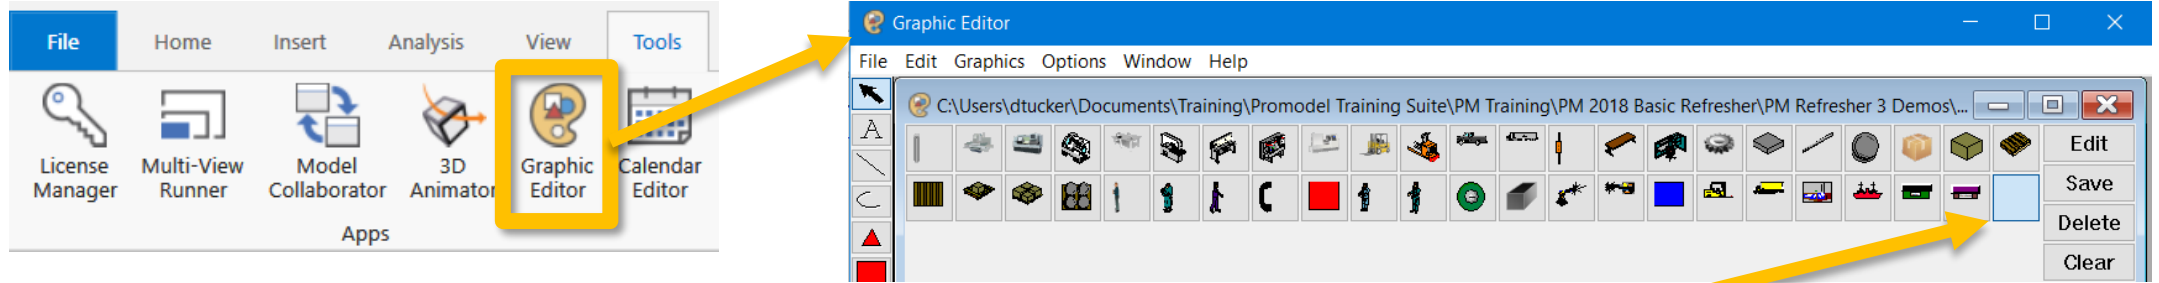 File Home Insert Analysis View Tools
License Manager
Multi-View Runner
Model Collaborator
3D Animator
Graphic Editor
Calendar Editor
Apps
Graphic Editor
File Edit Graphics Options Window Help
C:\Users\dtucker\Documents\Training\Promodel Training Suite\PM Training\PM 2018 Basic Refresher\PM Refresher 3 Demos\...
A
Edit
Save
Delete
Clear